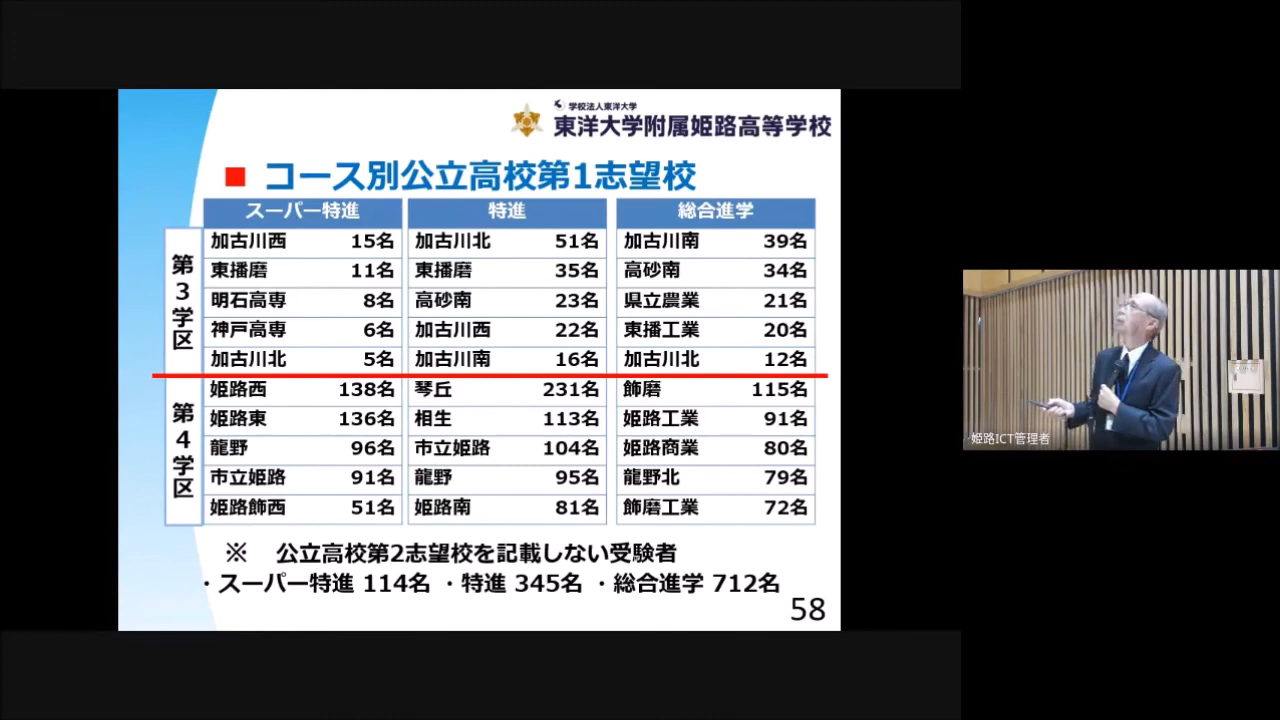 学校法人東洋大学
東洋大学附属姫路高等学校
■ コース別公立高校第1志望校
スーパー特進 特進 総合進学
第3学区
加古川西 15名 加古川北 51名 加古川南 39名
東播磨 11名 東播磨 35名 高砂南 34名
明石高専 8名 高砂南 23名 県立農業 21名
神戸高専 6名 加古川西 22名 東播工業 20名
加古川北 5名 加古川南 16名 加古川北 12名
第4学区
姫路西 138名 琴丘 231名 飾磨 115名
姫路東 136名 相生 113名 姫路工業 91名
龍野 96名 市立姫路 104名 姫路商業 80名
市立姫路 91名 龍野 95名 龍野北 79名
姫路飾西 51名 姫路南 81名 飾磨工業 72名
※ 公立高校第2志望校を記載しない受験者
・スーパー特進 114名 ・特進 345名 ・総合進学 712名
58
姫路ICT管理者